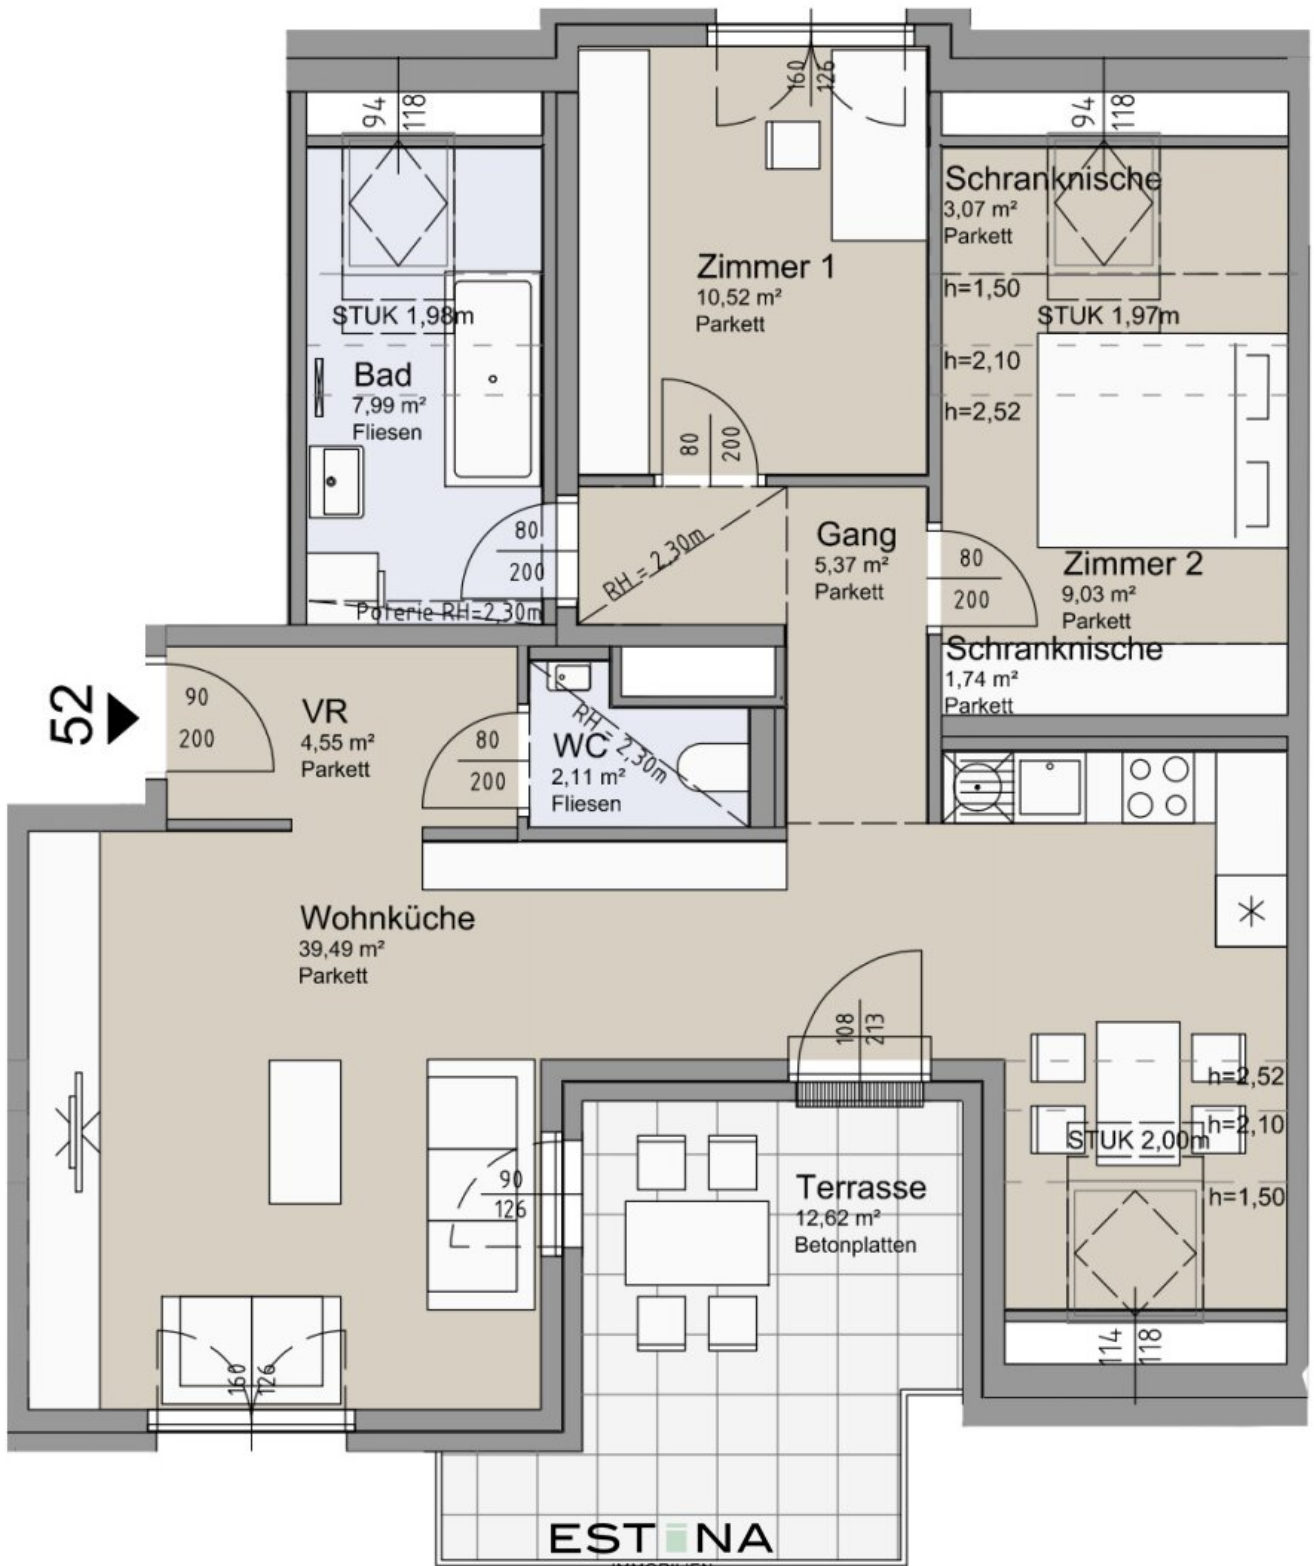 160
126
94
118
94
118
Schranknische
3,07 m²
Parkett
Zimmer 1
10,52 m²
Parkett
h=1,50
STUK 1,98m
STUK 1,97m
Bad
7,99 m²
Fliesen
h=2,10
h=2,52
80
200
80
200
RH = 2,30m
Gang
5,37 m²
Parkett
80
200
Zimmer 2
9,03 m²
Parkett
Poterie RH=2,30m
Schranknische
1,74 m²
Parkett
52
90
200
VR
4,55 m²
Parkett
80
200
RH = 2,30m
WC
2,11 m²
Fliesen
Wohnküche
39,49 m²
Parkett
108
213
h=2,52
h=2,10
STUK 2,00m
h=1,50
90
126
Terrasse
12,62 m²
Betonplatten
114
118
160
126
ESTINA
IMMOBILIEN